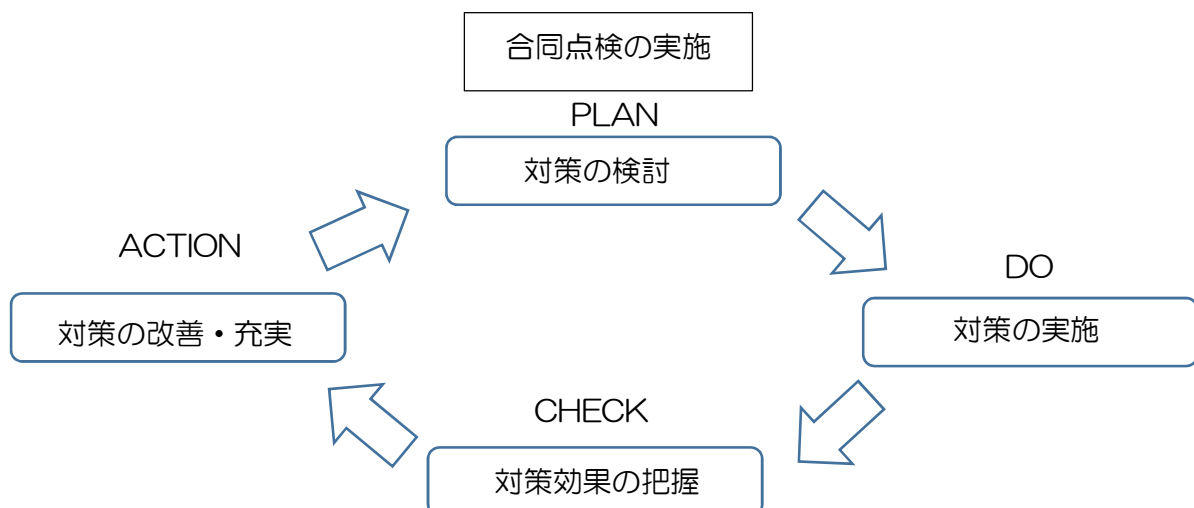 合同点検の実施
PLAN
対策の検討
ACTION
DO
対策の改善・充実
対策の実施
CHECK
対策効果の把握